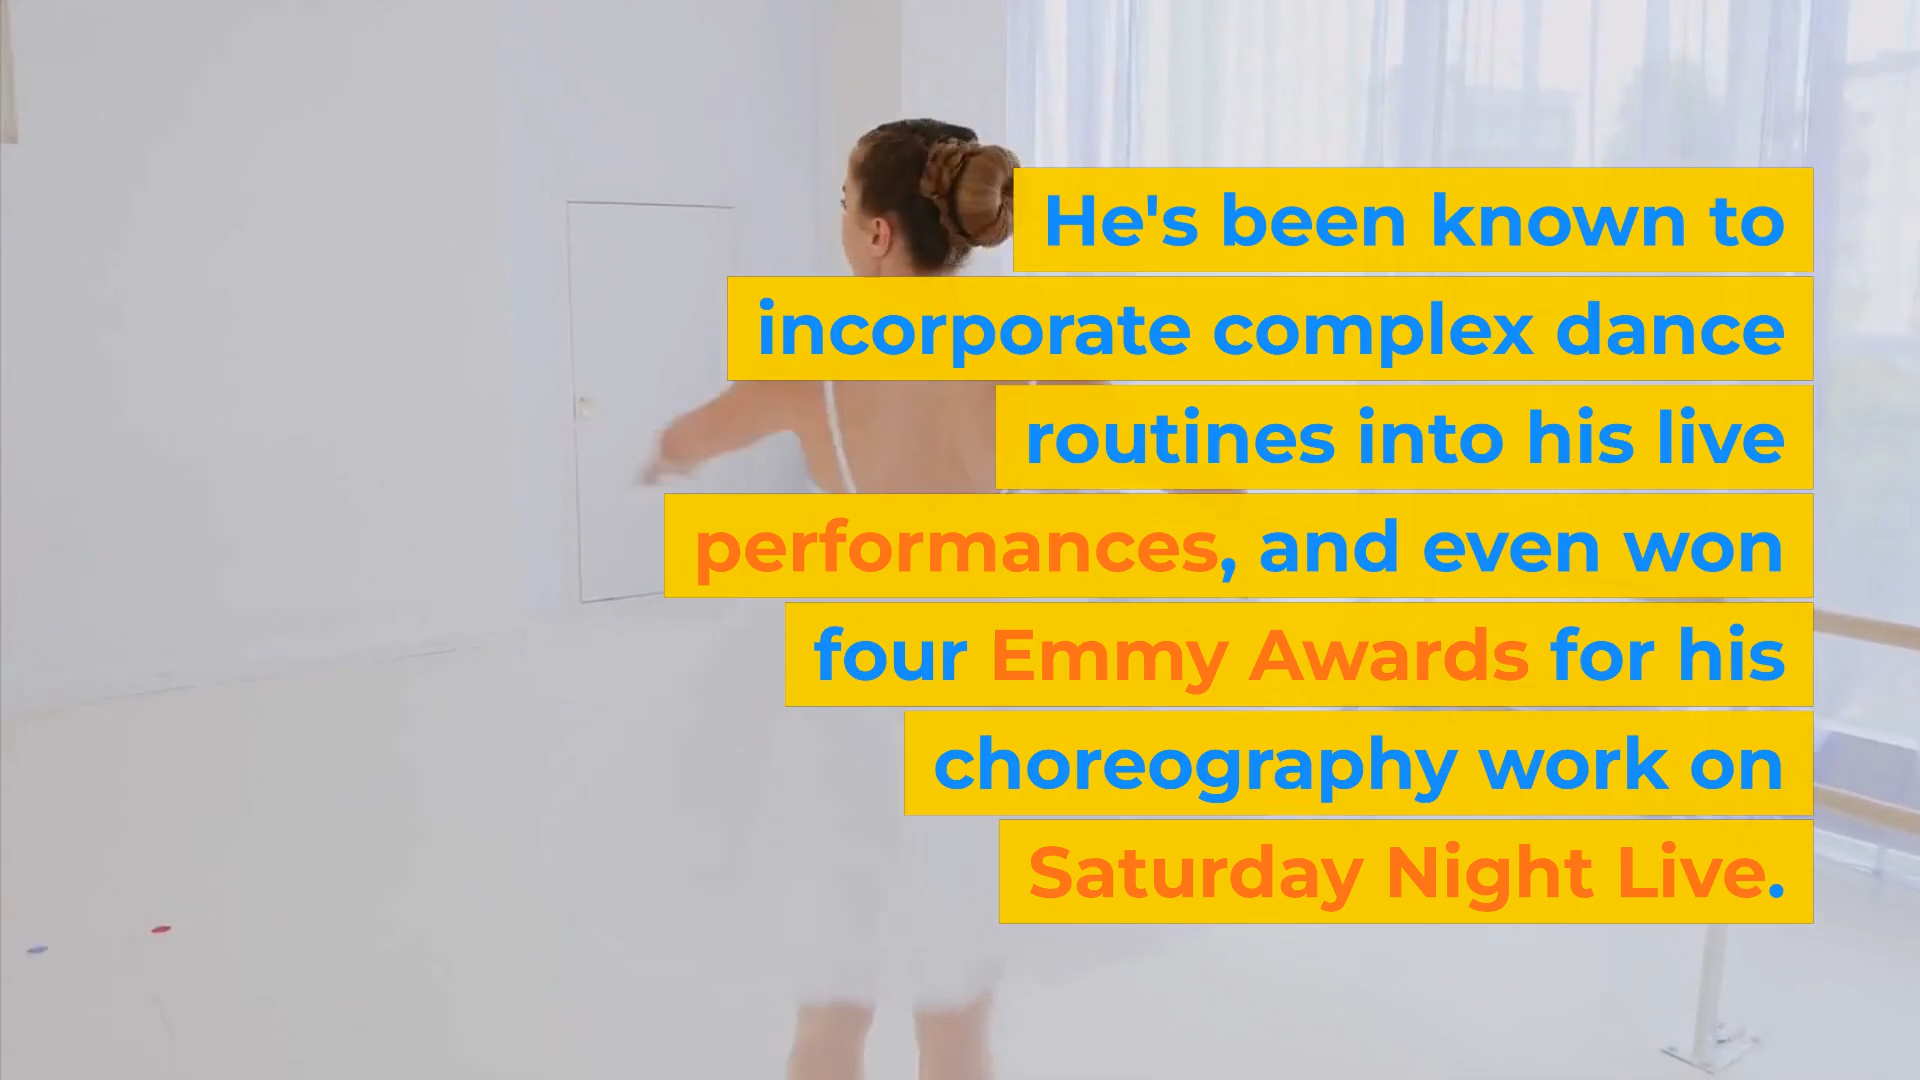 He's been known to
incorporate complex dance
routines into his live
performances, and even won
four Emmy Awards for his
choreography work on
Saturday Night Live.